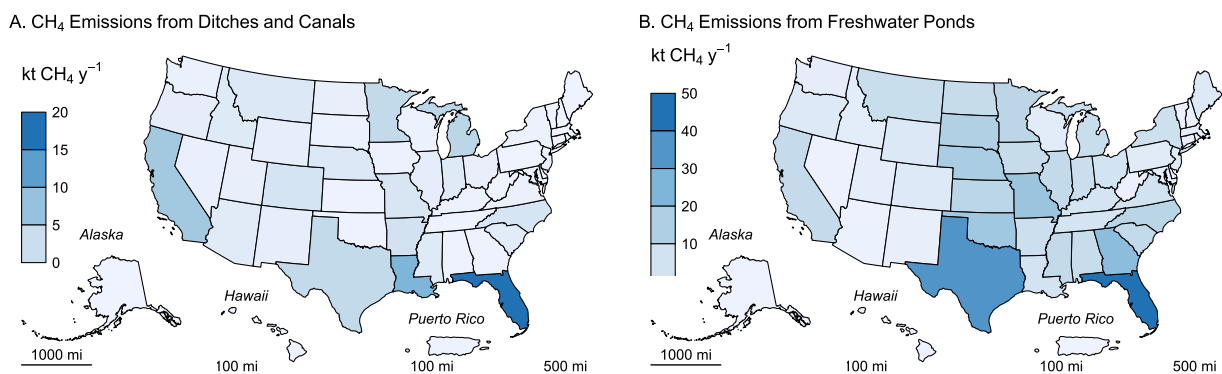 A. CH₄ Emissions from Ditches and Canals
kt CH₄ y⁻¹
20
15
10
5
0
Alaska
Hawaii
Puerto Rico
1000 mi
100 mi
100 mi
500 mi
B. CH₄ Emissions from Freshwater Ponds
kt CH₄ y⁻¹
50
40
30
20
10
Alaska
Hawaii
Puerto Rico
1000 mi
100 mi
100 mi
500 mi